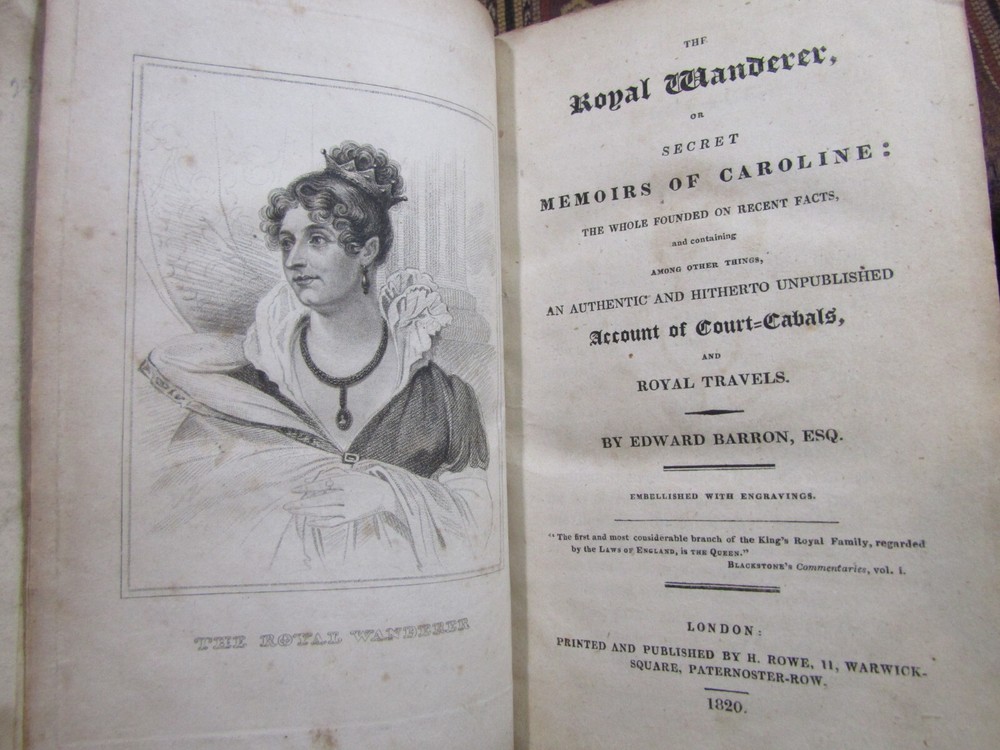 THE ROYAL WANDERER
THE
Royal Wanderer,
OR
SECRET
MEMOIRS OF CAROLINE:
THE WHOLE FOUNDED ON RECENT FACTS,
and containing
AMONG OTHER THINGS,
AN AUTHENTIC AND HITHERTO UNPUBLISHED
Account of Court=Cabals,
AND
ROYAL TRAVELS.
BY EDWARD BARRON, ESQ.
EMBELLISHED WITH ENGRAVINGS.
"The first and most considerable branch of the King's Royal Family, regarded
by the LAWS OF ENGLAND, is THE QUEEN."
BLACKSTONE'S Commentaries, vol. i.
LONDON:
PRINTED AND PUBLISHED BY H. ROWE, 11, WARWICK-
SQUARE, PATERNOSTER-ROW.
1820.